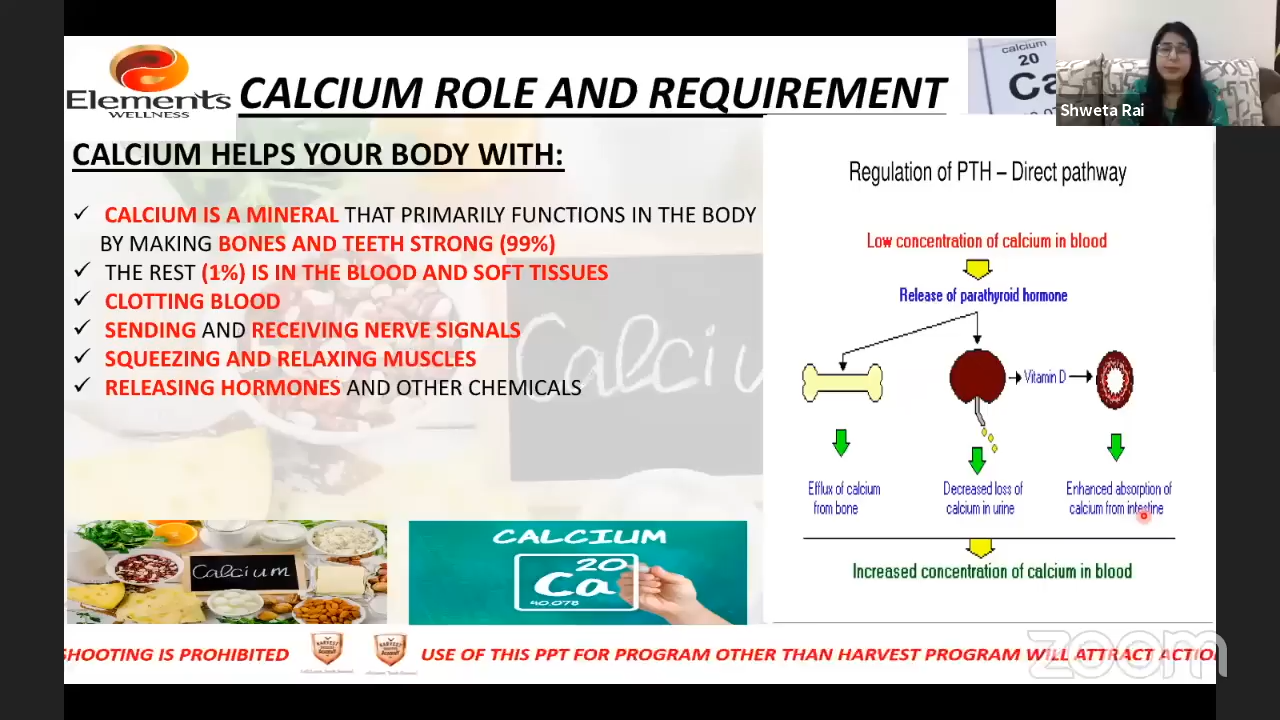 Elements
WELLNESS
CALCIUM ROLE AND REQUIREMENT
calcium
20
Ca
Shweta Rai
CALCIUM HELPS YOUR BODY WITH:
✓ CALCIUM IS A MINERAL THAT PRIMARILY FUNCTIONS IN THE BODY
BY MAKING BONES AND TEETH STRONG (99%)
✓ THE REST (1%) IS IN THE BLOOD AND SOFT TISSUES
✓ CLOTTING BLOOD
✓ SENDING AND RECEIVING NERVE SIGNALS
✓ SQUEEZING AND RELAXING MUSCLES
✓ RELEASING HORMONES AND OTHER CHEMICALS
Calciu
Regulation of PTH – Direct pathway
Low concentration of calcium in blood
Release of parathyroid hormone
Vitamin D
Efflux of calcium
from bone
Decreased loss of
calcium in urine
Enhanced absorption of
calcium from intestine
Increased concentration of calcium in blood
Calcium
CALCIUM
20
Ca
40.078
SHOOTING IS PROHIBITED
USE OF THIS PPT FOR PROGRAM OTHER THAN HARVEST PROGRAM WILL ATTRACT ACTIO
zoom